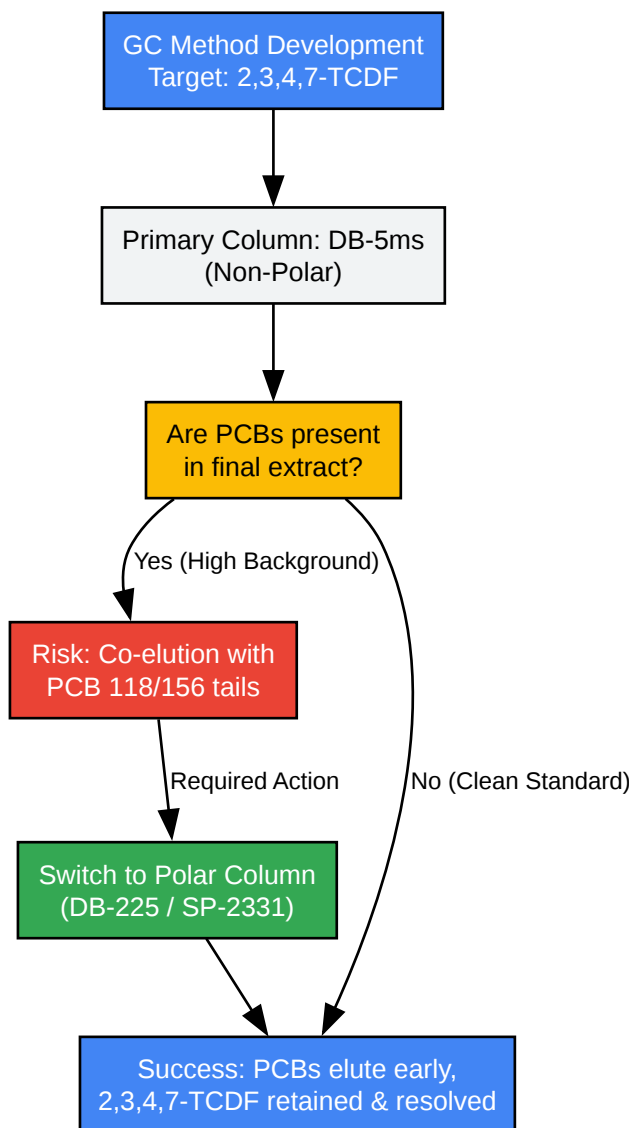 GC Method Development
Target: 2,3,4,7-TCDF
Primary Column: DB-5ms
(Non-Polar)
Are PCBs present
in final extract?
Yes (High Background)
Risk: Co-elution with
PCB 118/156 tails
Required Action
No (Clean Standard)
Switch to Polar Column
(DB-225 / SP-2331)
Success: PCBs elute early,
2,3,4,7-TCDF retained & resolved